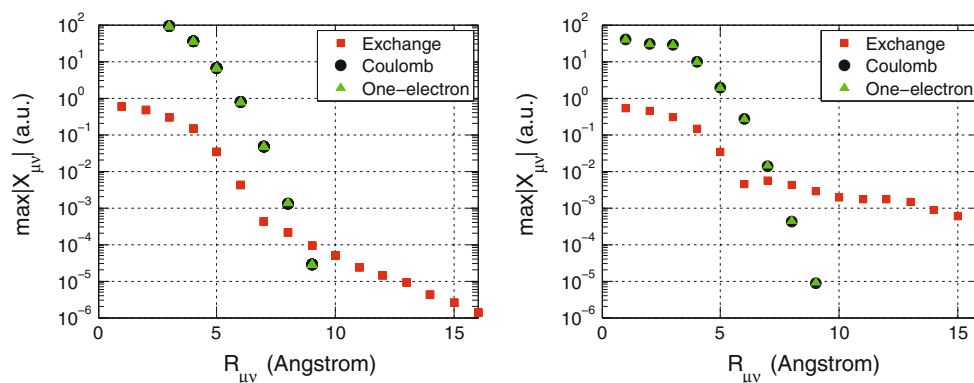 max|X_μν| (a.u.)
10^2
10^1
10^0
10^-1
10^-2
10^-3
10^-4
10^-5
10^-6
0
5
10
15
R_μν (Angstrom)
Exchange
Coulomb
One-electron
max|X_μν| (a.u.)
10^2
10^1
10^0
10^-1
10^-2
10^-3
10^-4
10^-5
10^-6
0
5
10
15
R_μν (Angstrom)
Exchange
Coulomb
One-electron